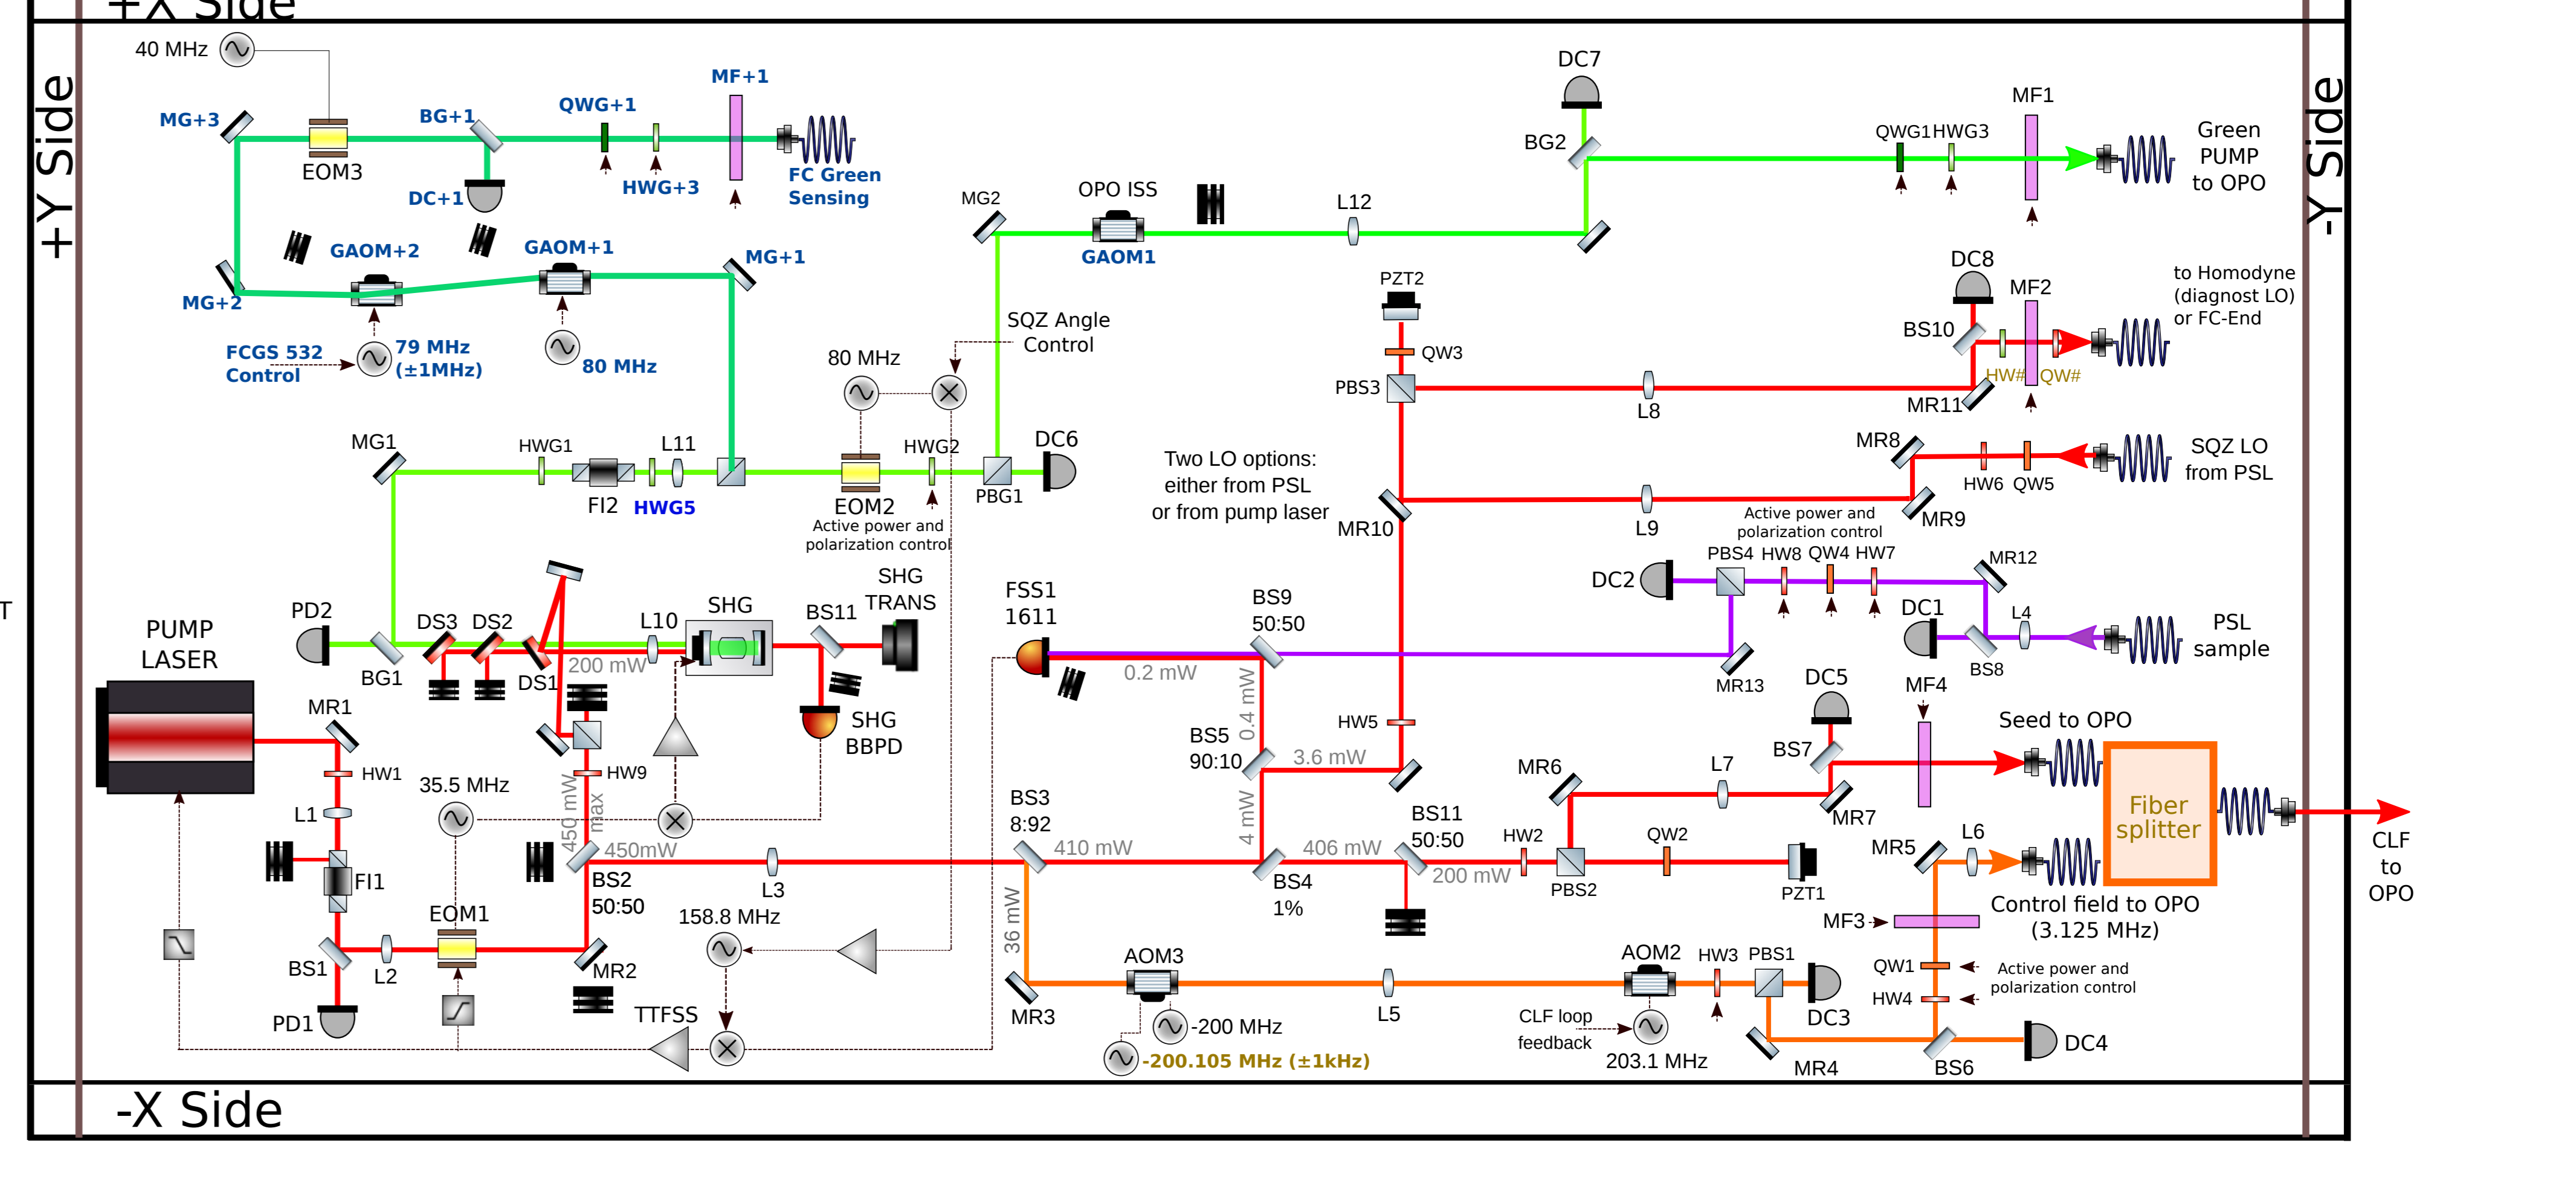 +X Side
+Y Side
-Y Side
-X Side
T
40 MHz
MG+3
EOM3
BG+1
DC+1
QWG+1
HWG+3
MF+1
FC Green
Sensing
MG+2
GAOM+2
GAOM+1
MG+1
FCGS 532
Control
79 MHz
(±1MHz)
80 MHz
DC7
BG2
MG2
OPO ISS
GAOM1
L12
QWG1
HWG3
MF1
Green
PUMP
to OPO
PZT2
QW3
PBS3
L8
DC8
BS10
MF2
HW#
QW#
MR11
to Homodyne
(diagnost LO)
or FC-End
SQZ Angle
Control
80 MHz
MG1
HWG1
FI2
L11
HWG5
EOM2
Active power and
polarization control
HWG2
PBG1
DC6
Two LO options:
either from PSL
or from pump laser
MR10
L9
MR8
MR9
HW6
QW5
SQZ LO
from PSL
Active power and
polarization control
DC2
PBS4
HW8
QW4
HW7
MR12
DC1
L4
BS8
PSL
sample
MR13
PUMP
LASER
PD2
BG1
DS3
DS2
DS1
200 mW
L10
SHG
BS11
SHG
TRANS
SHG
BBPD
FSS1
1611
BS9
50:50
0.2 mW
0.4 mW
BS5
90:10
3.6 mW
4 mW
HW5
MR1
HW1
L1
FI1
BS1
PD1
L2
EOM1
35.5 MHz
HW9
450 mW
max
450mW
BS2
50:50
MR2
L3
158.8 MHz
TTFSS
BS3
8:92
410 mW
36 mW
BS4
1%
406 mW
BS11
50:50
200 mW
HW2
PBS2
QW2
PZT1
MR6
L7
MR7
BS7
DC5
MF4
Seed to OPO
Fiber
splitter
MR5
L6
Control field to OPO
(3.125 MHz)
MF3
QW1
HW4
Active power and
polarization control
CLF
to
OPO
MR3
AOM3
-200 MHz
-200.105 MHz (±1kHz)
L5
AOM2
CLF loop
feedback
203.1 MHz
HW3
PBS1
DC3
MR4
BS6
DC4